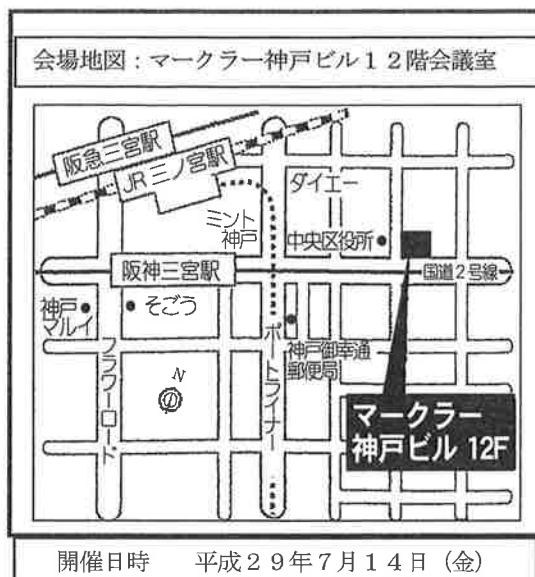 会場地図：マークラー神戸ビル１２階会議室
阪急三宮駅
JR 三ノ宮駅
ダイエー
ミント
神戸
中央区役所
阪神三宮駅
国道2号線
神戸
マルイ
そごう
神戸御幸通
郵便局
フラワーロード
ポートライナー
N
マークラー
神戸ビル 12F
開催日時　平成２９年７月１４日（金）